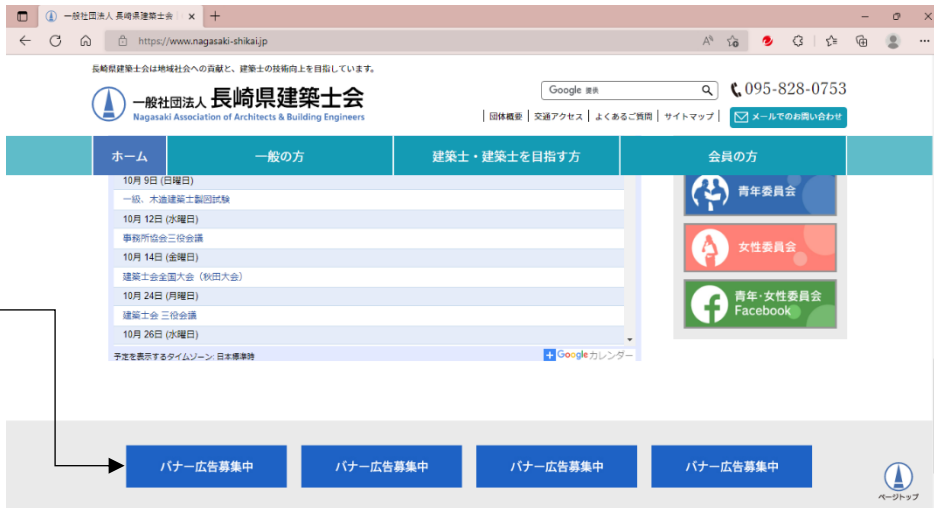 一般社団法人 長崎県建築士会
https://www.nagasaki-shikai.jp
長崎県建築士会は地域社会への貢献と、建築士の技術向上を目指しています。
一般社団法人 長崎県建築士会
Nagasaki Association of Architects & Building Engineers
Google 提供
095-828-0753
団体概要 交通アクセス よくあるご質問 サイトマップ メールでのお問い合わせ
ホーム 一般の方 建築士・建築士を目指す方 会員の方
10月 9日 (日曜日)
一級、木造建築士製図試験
10月 12日 (水曜日)
事務所協会三役会議
10月 14日 (金曜日)
建築士会全国大会（秋田大会）
10月 24日 (月曜日)
建築士会 三役会議
10月 26日 (水曜日)
予定を表示するタイムゾーン: 日本標準時
Googleカレンダー
青年委員会
女性委員会
青年・女性委員会
Facebook
バナー広告募集中 バナー広告募集中 バナー広告募集中 バナー広告募集中
ページトップ